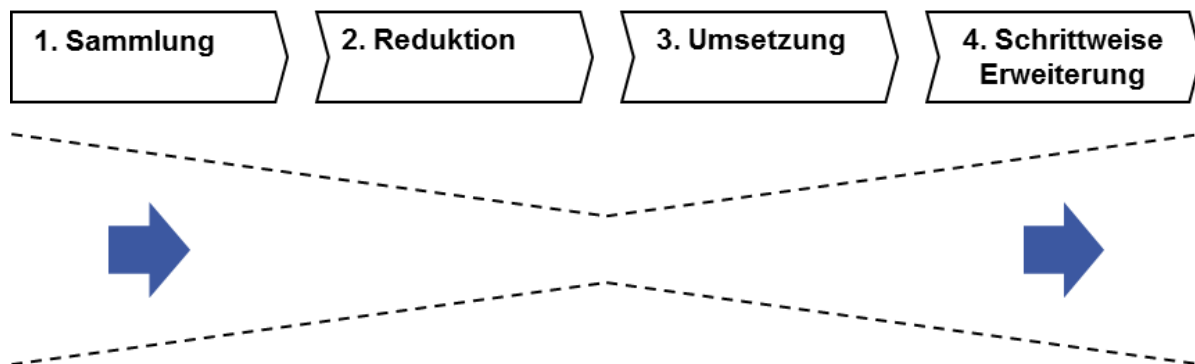 1. Sammlung
2. Reduktion
3. Umsetzung
4. Schrittweise
Erweiterung